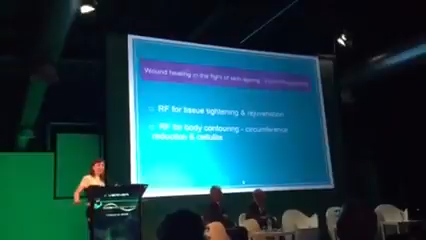 Wound healing in the fight of skin ageing -
RF for tissue tightening & rejuvenation
RF for body contouring - circumference
reduction & cellulite